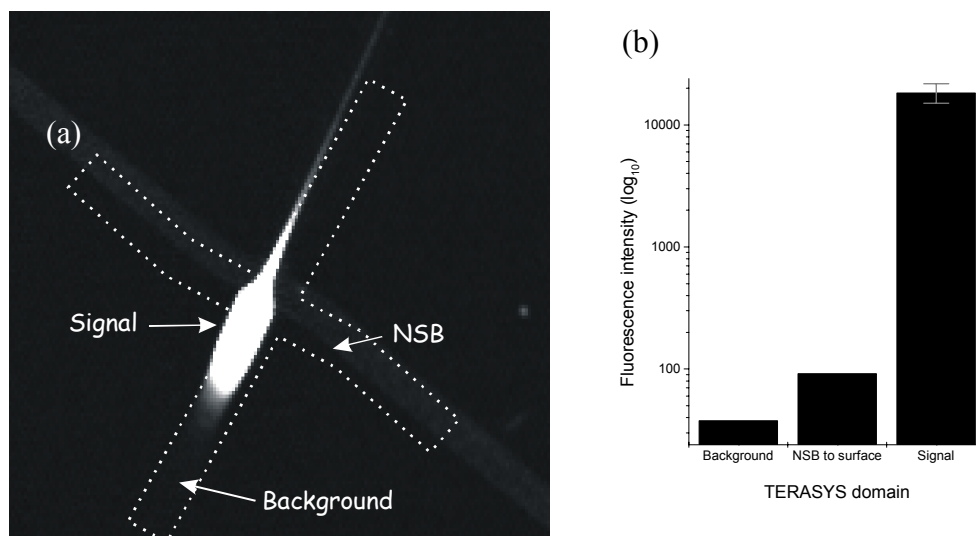 (a)
Signal
NSB
Background
(b)
Fluorescence intensity (log₁₀)
10000
1000
100
Background NSB to surface Signal
TERASYS domain